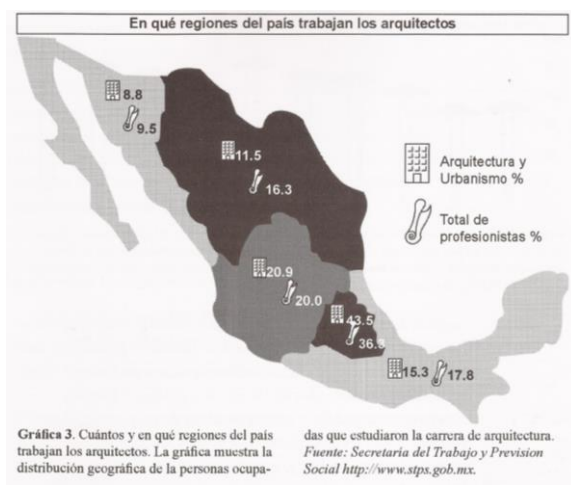 En qué regiones del país trabajan los arquitectos
8.8
9.5
11.5
16.3
Arquitectura y
Urbanismo %
Total de
profesionistas %
20.9
20.0
43.5
15.3
17.8
Gráfica 3. Cuántos y en qué regiones del país
trabajan los arquitectos. La gráfica muestra la
distribución geográfica de la personas ocupa-
das que estudiaron la carrera de arquitectura.
Fuente: Secretaria del Trabajo y Prevision
Social http://www.stps.gob.mx.